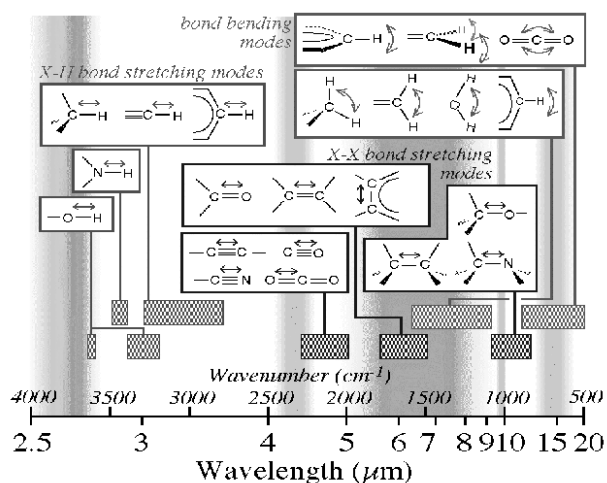 bond bending
modes
X-H bond stretching modes
C H C H H O C O
C H C H C H
H C H C H H O H H C H
N H
X-X bond stretching
modes
O H
C O C C C C
C O
C C C O
C N O C O
C C C N
Wavenumber (cm-1)
4000 3500 3000 2500 2000 1500 1000 500
2.5 3 4 5 6 7 8 9 10 15 20
Wavelength (μm)